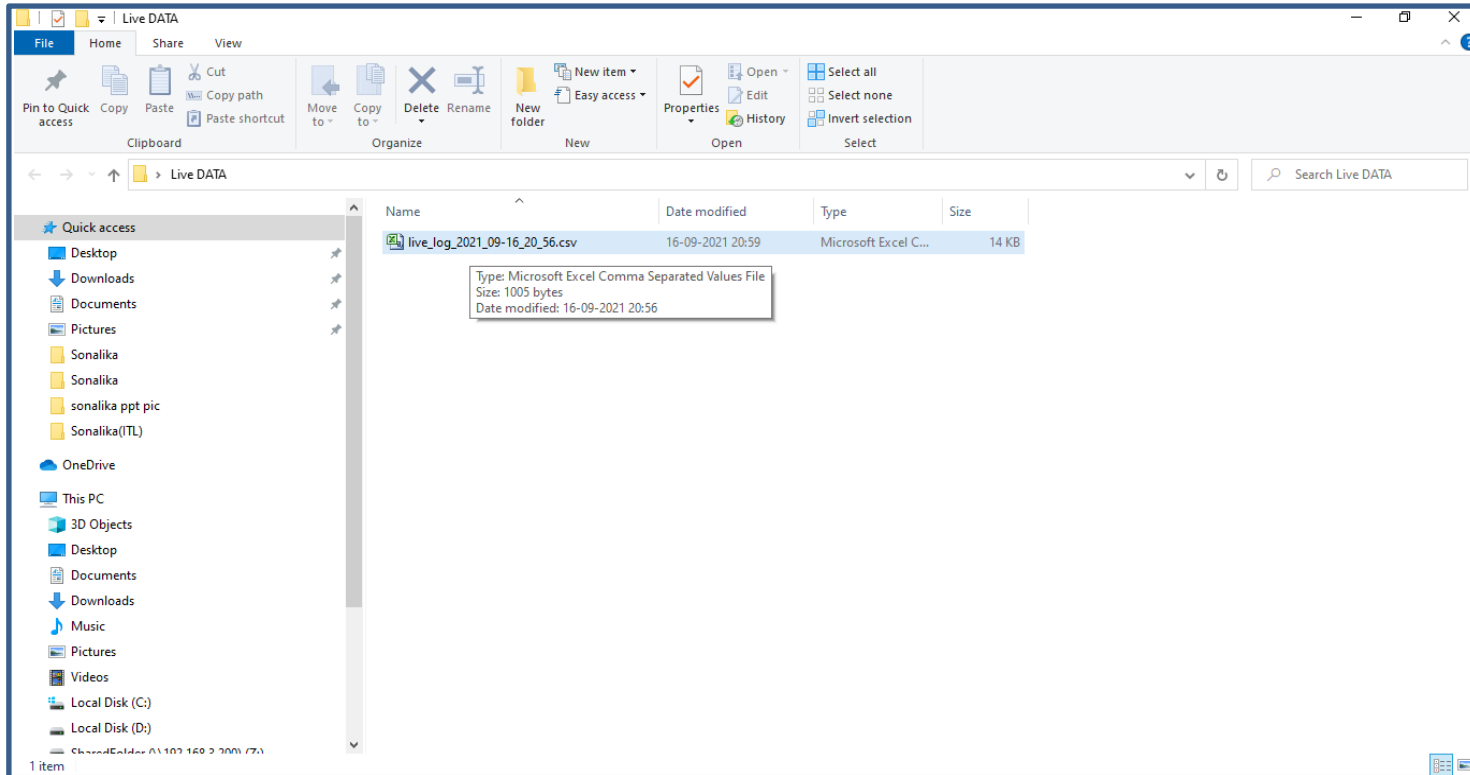 Live DATA
File Home Share View
Pin to Quick access
Copy
Paste
Cut
Copy path
Paste shortcut
Clipboard
Move to
Copy to
Delete
Rename
Organize
New folder
New item
Easy access
New
Properties
Open
Edit
History
Open
Select all
Select none
Invert selection
Select
Live DATA
Search Live DATA
Name Date modified Type Size
live_log_2021_09-16_20_56.csv 16-09-2021 20:59 Microsoft Excel C... 14 KB
Type: Microsoft Excel Comma Separated Values File
Size: 1005 bytes
Date modified: 16-09-2021 20:56
Quick access
Desktop
Downloads
Documents
Pictures
Sonalika
Sonalika
sonalika ppt pic
Sonalika(ITL)
OneDrive
This PC
3D Objects
Desktop
Documents
Downloads
Music
Pictures
Videos
Local Disk (C:)
Local Disk (D:)
SharedFolder (\\192.168.3.200) (Z:)
1 item